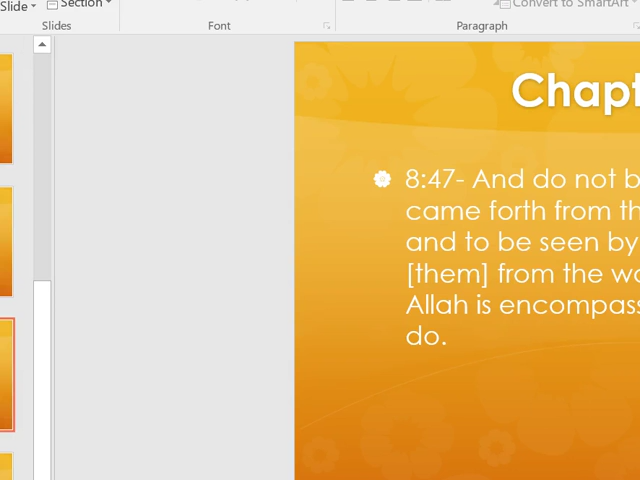 Slide
Section
Convert to SmartArt
Slides
Font
Paragraph
Chapt
8:47- And do not b
came forth from th
and to be seen by
[them] from the wa
Allah is encompass
do.